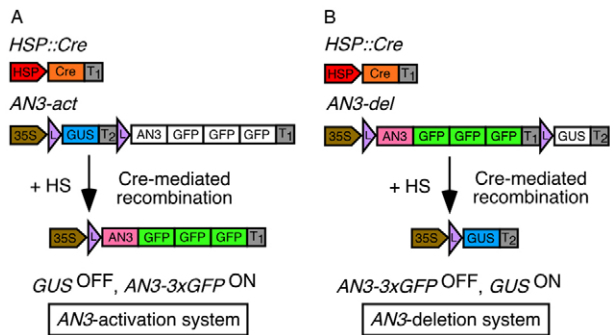 A
HSP::Cre
HSP Cre T1
AN3-act
35S L GUS T2 L AN3 GFP GFP GFP T1
+ HS Cre-mediated recombination
35S L AN3 GFP GFP GFP T1
GUS OFF, AN3-3xGFP ON
AN3-activation system
B
HSP::Cre
HSP Cre T1
AN3-del
35S L AN3 GFP GFP GFP T1 L GUS T2
+ HS Cre-mediated recombination
35S L GUS T2
AN3-3xGFP OFF, GUS ON
AN3-deletion system